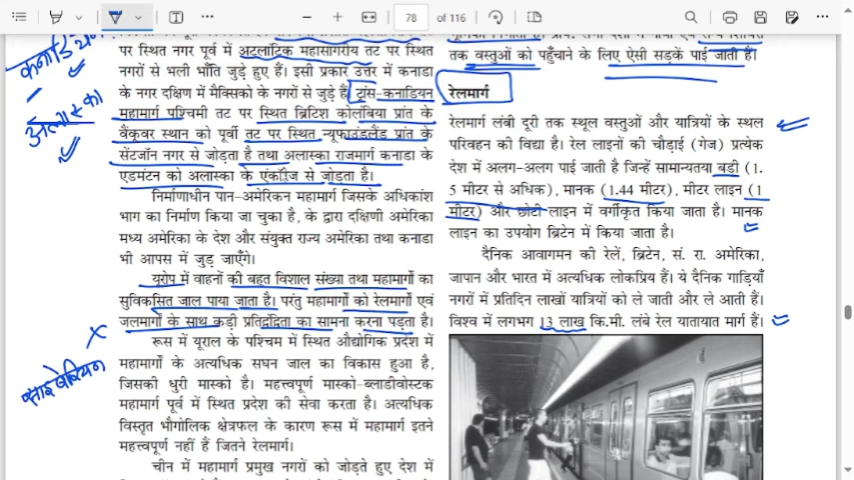 78 of 116
कनाडियन
अलास्का
साइबेरियन
पर स्थित नगर पूर्व में अटलांटिक महासागरीय तट पर स्थित
नगरों से भली भाँति जुड़े हुए हैं। इसी प्रकार उत्तर में कनाडा
के नगर दक्षिण में मैक्सिको के नगरों से जुड़े हैं ट्रांस-कनाडियन
महामार्ग पश्चिमी तट पर स्थित ब्रिटिश कोलंबिया प्रांत के
वैंकूवर स्थान को पूर्वी तट पर स्थित न्यूफाउंडलैंड प्रांत के
सेंटजॉन नगर से जोड़ता है तथा अलास्का राजमार्ग कनाडा के
एडमंटन को अलास्का के एंकॉरेज से जोड़ता है।
निर्माणाधीन पान-अमेरिकन महामार्ग जिसके अधिकांश
भाग का निर्माण किया जा चुका है, के द्वारा दक्षिणी अमेरिका
मध्य अमेरिका के देश और संयुक्त राज्य अमेरिका तथा कनाडा
भी आपस में जुड़ जाएँगे।
यूरोप में वाहनों की बहुत विशाल संख्या तथा महामार्गों का
सुविकसित जाल पाया जाता है। परंतु महामार्गों को रेलमार्गों एवं
जलमार्गों के साथ कड़ी प्रतिद्वंद्विता का सामना करना पड़ता है।
रूस में यूराल के पश्चिम में स्थित औद्योगिक प्रदेश में
महामार्गों के अत्यधिक सघन जाल का विकास हुआ है,
जिसकी धुरी मास्को है। महत्त्वपूर्ण मास्को-ब्लाडीवोस्टक
महामार्ग पूर्व में स्थित प्रदेश की सेवा करता है। अत्यधिक
विस्तृत भौगोलिक क्षेत्रफल के कारण रूस में महामार्ग इतने
महत्त्वपूर्ण नहीं हैं जितने रेलमार्ग।
चीन में महामार्ग प्रमुख नगरों को जोड़ते हुए देश में
तक वस्तुओं को पहुँचाने के लिए ऐसी सड़कें पाई जाती हैं।
रेलमार्ग
रेलमार्ग लंबी दूरी तक स्थूल वस्तुओं और यात्रियों के स्थल
परिवहन की विद्या है। रेल लाइनों की चौड़ाई (गेज) प्रत्येक
देश में अलग-अलग पाई जाती है जिन्हें सामान्यतया बड़ी (1.
5 मीटर से अधिक), मानक (1.44 मीटर), मीटर लाइन (1
मीटर) और छोटी लाइन में वर्गीकृत किया जाता है। मानक
लाइन का उपयोग ब्रिटेन में किया जाता है।
दैनिक आवागमन की रेलें, ब्रिटेन, सं. रा. अमेरिका,
जापान और भारत में अत्यधिक लोकप्रिय हैं। ये दैनिक गाड़ियाँ
नगरों में प्रतिदिन लाखों यात्रियों को ले जाती और ले आती हैं।
विश्व में लगभग 13 लाख कि.मी. लंबे रेल यातायात मार्ग हैं।